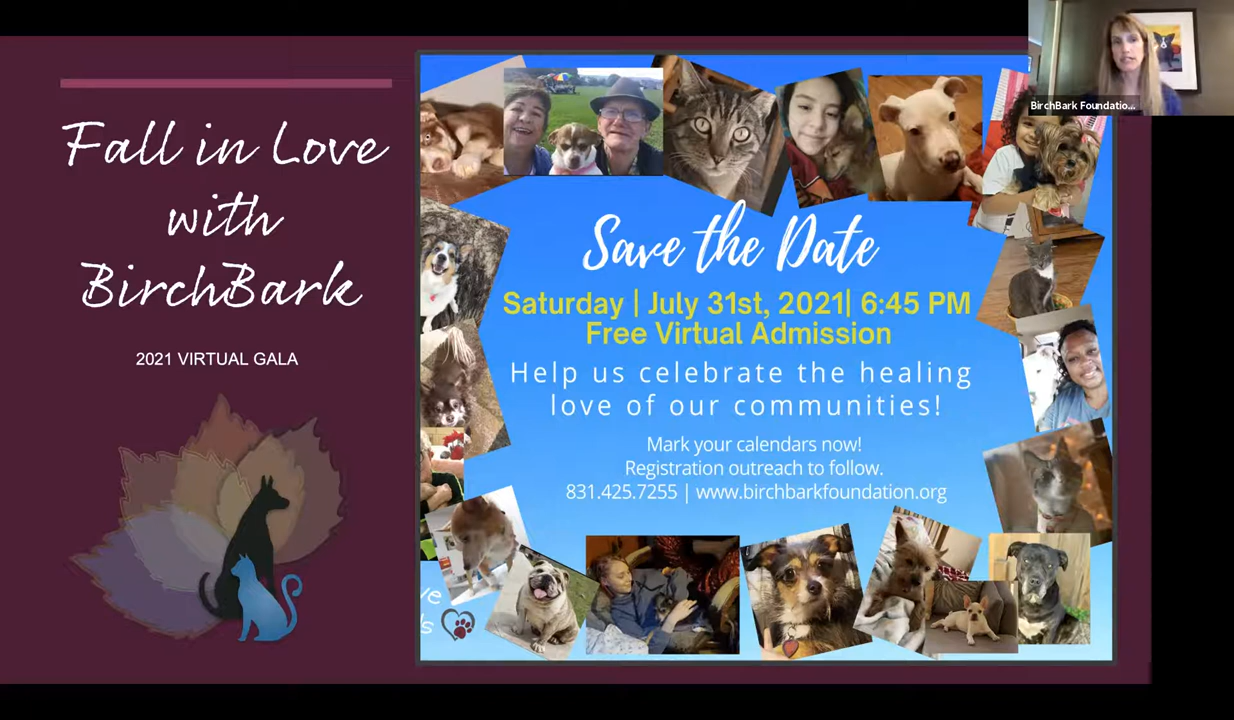 Fall in Love
with
BirchBark
2021 VIRTUAL GALA
Save the Date
Saturday | July 31st, 2021| 6:45 PM
Free Virtual Admission
Help us celebrate the healing
love of our communities!
Mark your calendars now!
Registration outreach to follow.
831.425.7255 | www.birchbarkfoundation.org
BirchBark Foundatio...